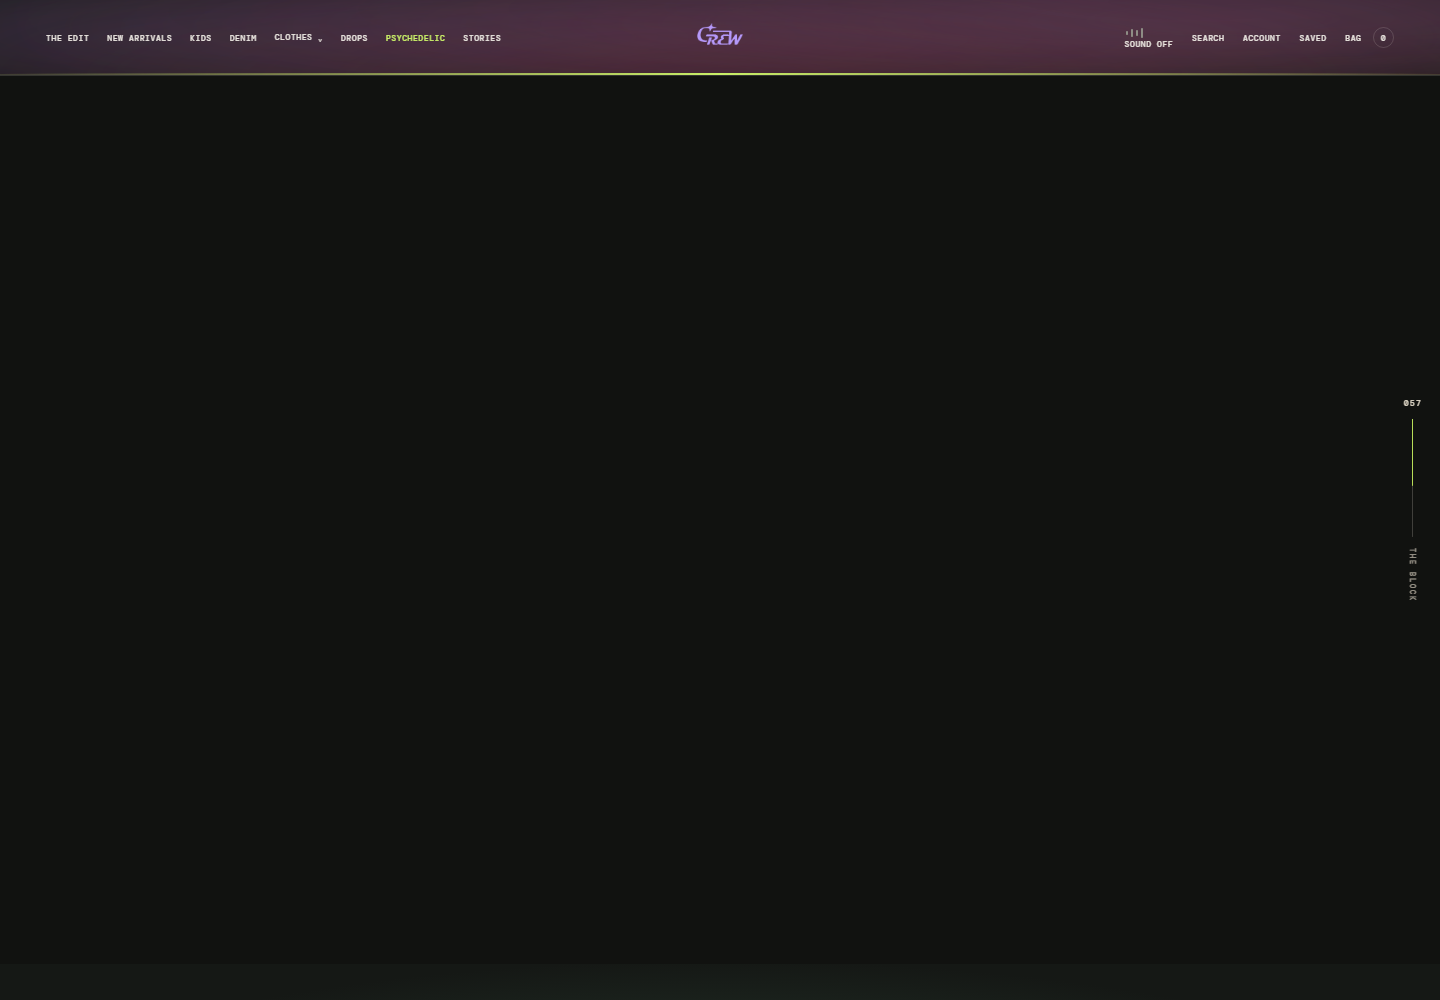 THE EDIT NEW ARRIVALS KIDS DENIM CLOTHES DROPS PSYCHEDELIC STORIES
CREW
SOUND OFF SEARCH ACCOUNT SAVED BAG 0
057
THE BLOCK